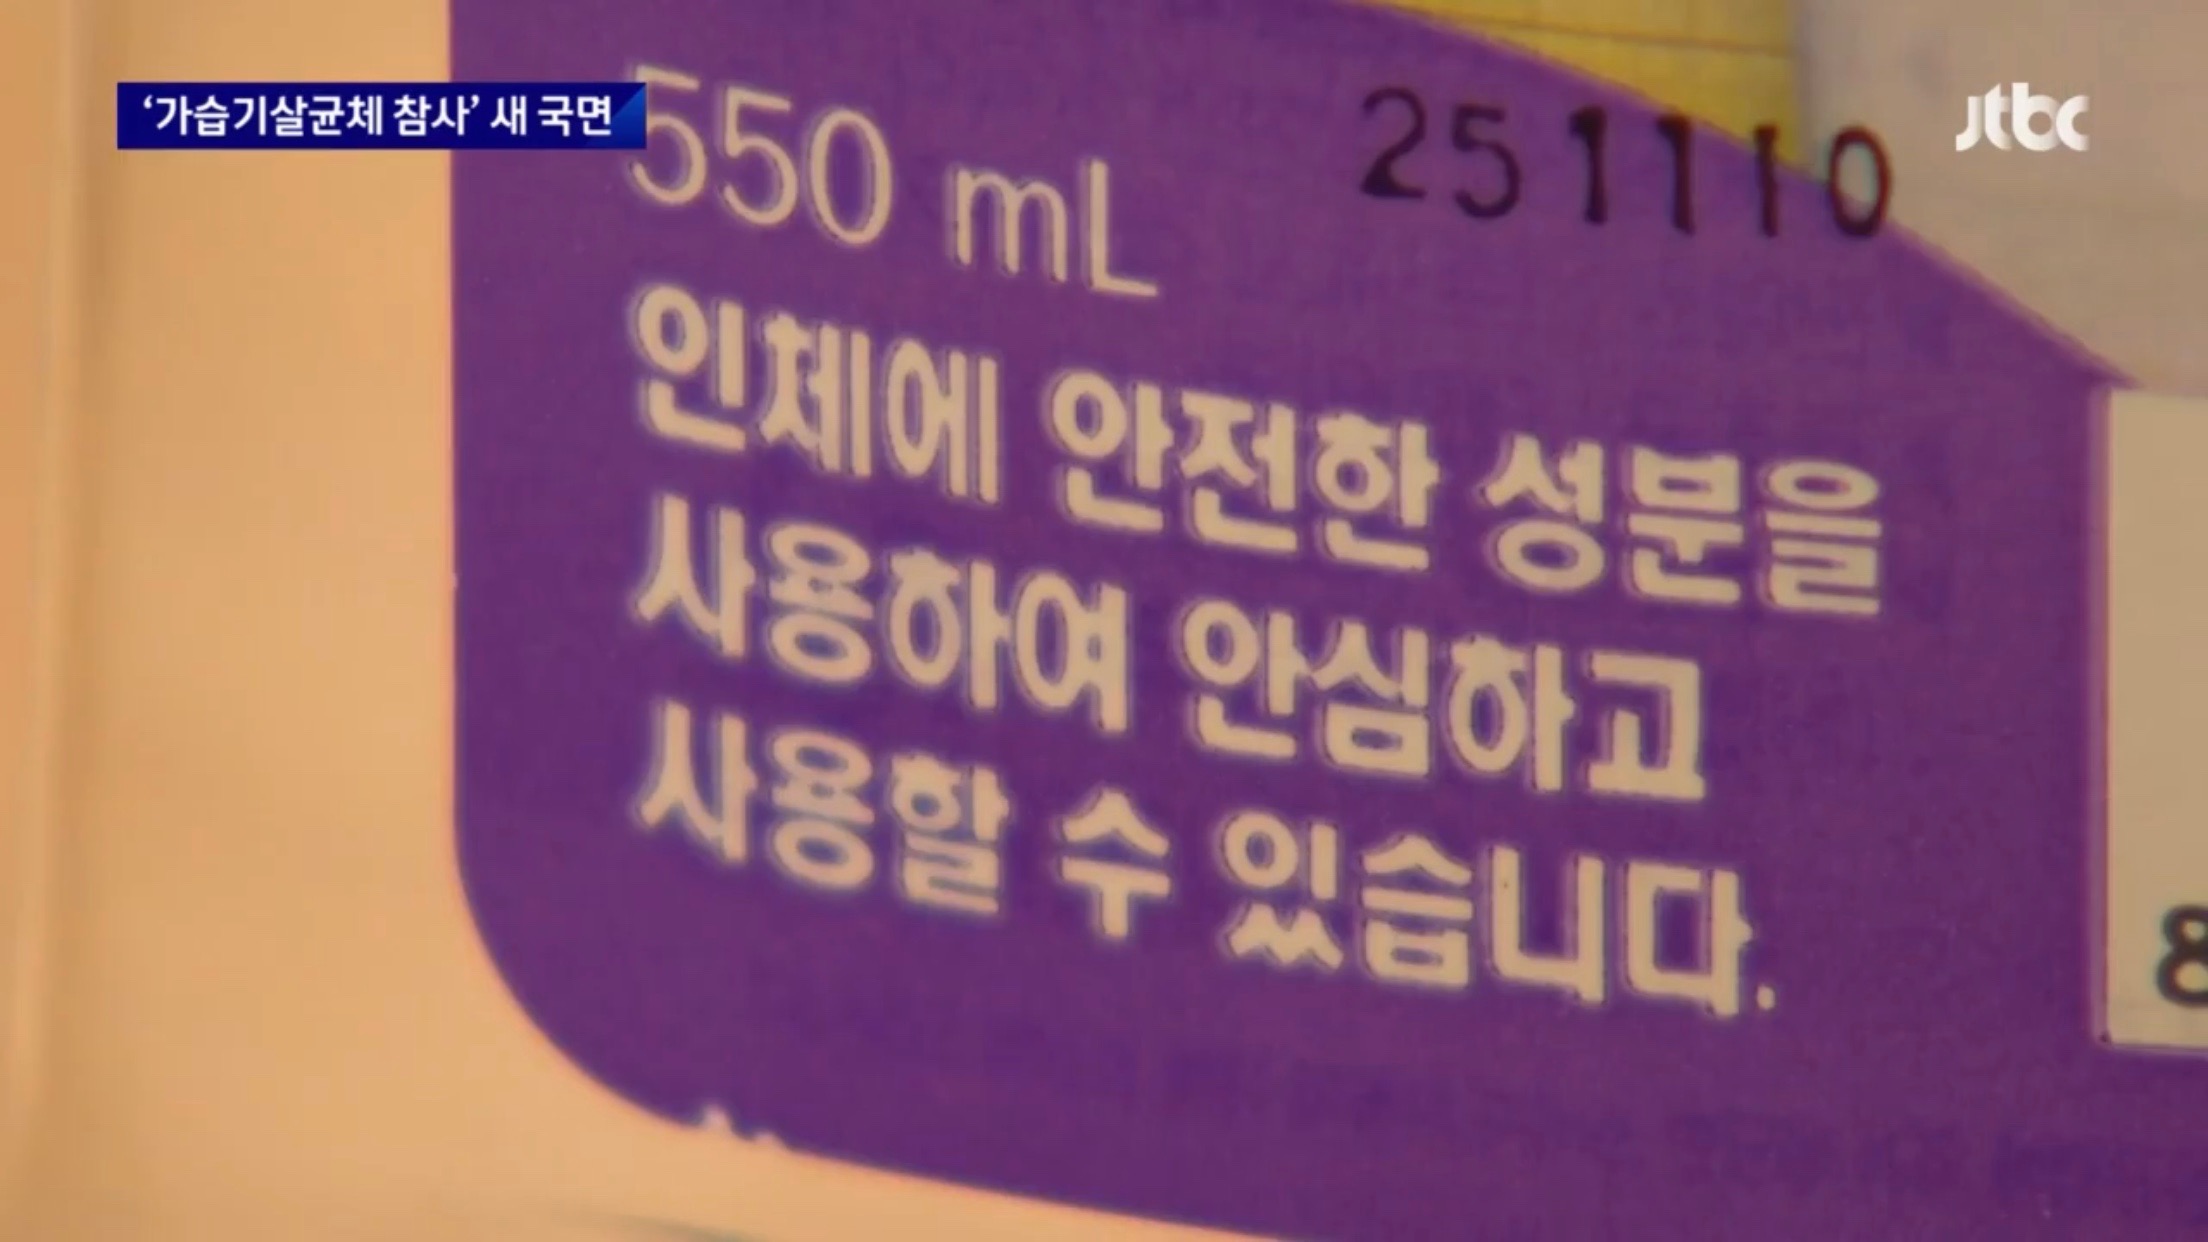 '가습기살균체 참사' 새 국면
jtbc
550 mL
251110
인체에 안전한 성분을
사용하여 안심하고
사용할 수 있습니다.
8